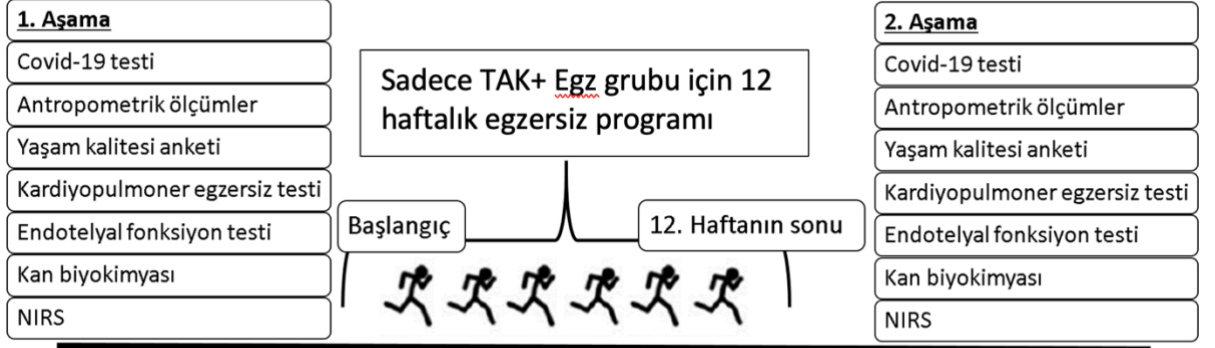 1. Aşama
Covid-19 testi
Antropometrik ölçümler
Yaşam kalitesi anketi
Kardiyopulmoner egzersiz testi
Endotelyal fonksiyon testi
Kan biyokimyası
NIRS
Sadece TAK+ Egz grubu için 12
haftalık egzersiz programı
Başlangıç
12. Haftanın sonu
2. Aşama
Covid-19 testi
Antropometrik ölçümler
Yaşam kalitesi anketi
Kardiyopulmoner egzersiz testi
Endotelyal fonksiyon testi
Kan biyokimyası
NIRS